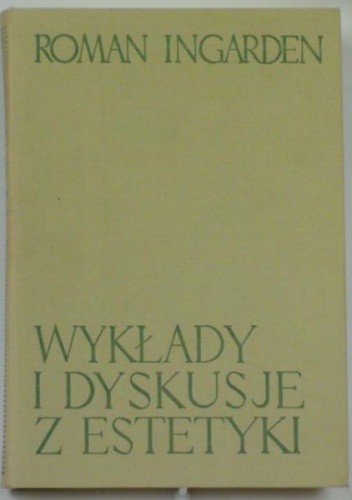 ROMAN INGARDEN
WYKŁADY
I DYSKUSJE
Z ESTETYKI